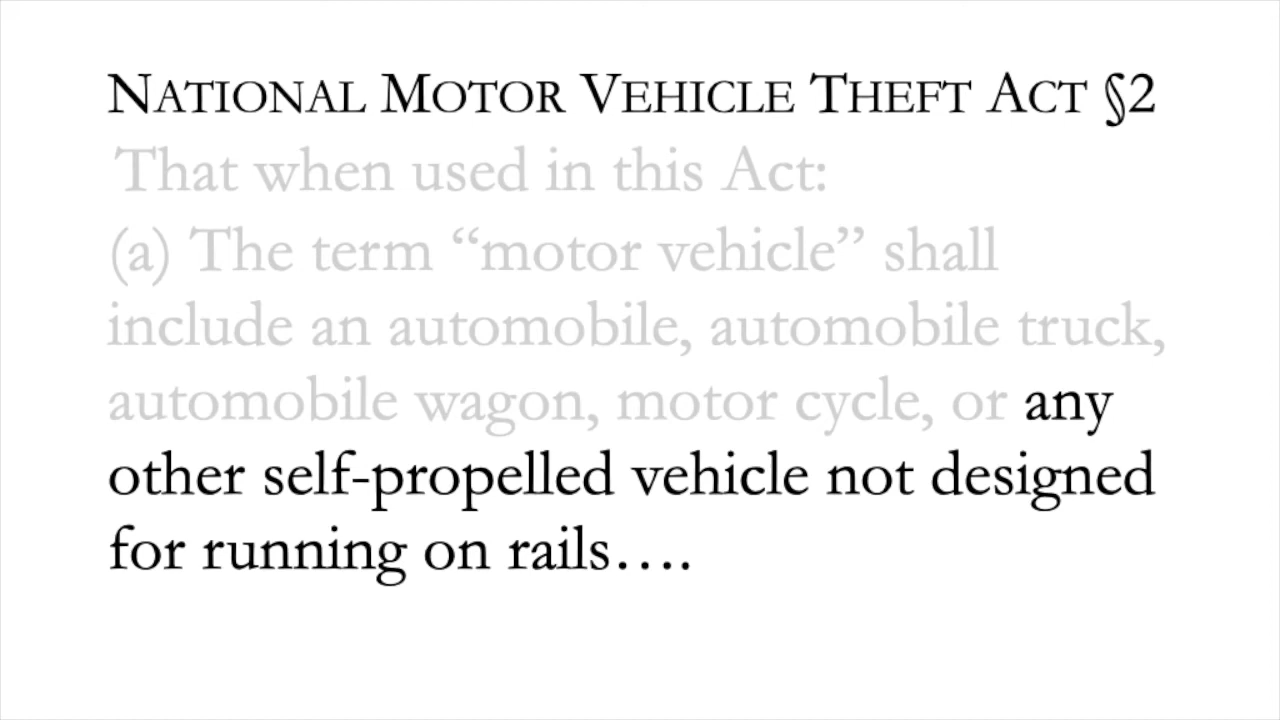 NATIONAL MOTOR VEHICLE THEFT ACT §2
That when used in this Act:
(a) The term “motor vehicle” shall
include an automobile, automobile truck,
automobile wagon, motor cycle, or any
other self-propelled vehicle not designed
for running on rails….